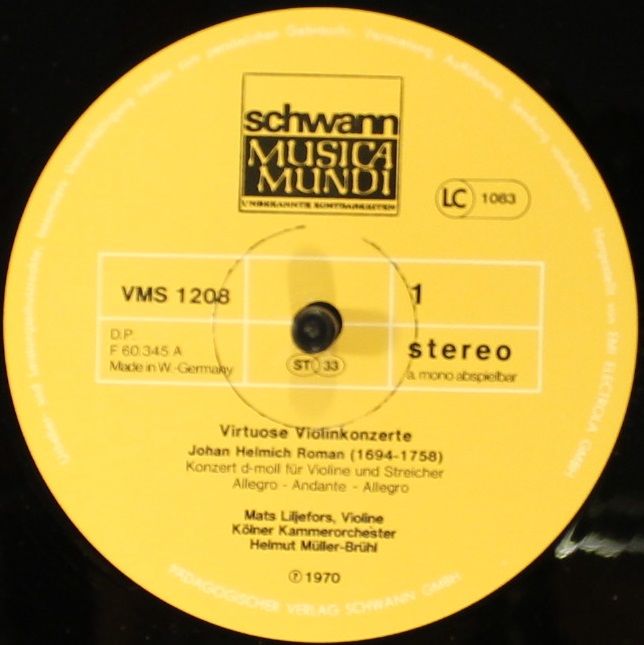 schwann
MUSICA
MUNDI
UNBEKANNTE KOSTBARKEITEN
LC 1083
VMS 1208
1
D.P.
F 60.345 A
Made in W.-Germany
ST 33
stereo
a. mono abspielbar
Virtuose Violinkonzerte
Johan Helmich Roman (1694-1758)
Konzert d-moll für Violine und Streicher
Allegro - Andante - Allegro
Mats Liljefors, Violine
Kölner Kammerorchester
Helmut Müller-Brühl
℗ 1970
PÄDAGOGISCHER VERLAG SCHWANN GMBH